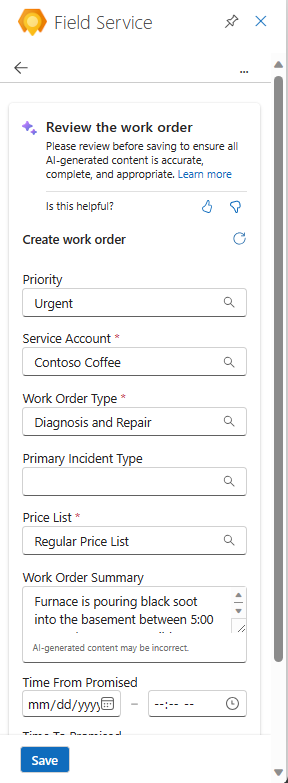 Field Service
...
Review the work order
Please review before saving to ensure all
AI-generated content is accurate,
complete, and appropriate. Learn more
Is this helpful?
Create work order
Priority
Urgent
Service Account *
Contoso Coffee
Work Order Type *
Diagnosis and Repair
Primary Incident Type
Price List *
Regular Price List
Work Order Summary
Furnace is pouring black soot
into the basement between 5:00
AI-generated content may be incorrect.
Time From Promised
mm/dd/yyyy – --:-- --
Time To Promised
Save